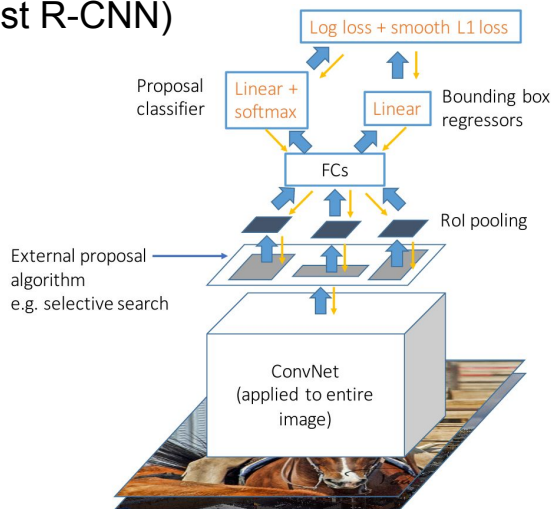 st R-CNN)
Log loss + smooth L1 loss
Proposal
classifier
Linear +
softmax
Linear
Bounding box
regressors
FCs
RoI pooling
External proposal
algorithm
e.g. selective search
ConvNet
(applied to entire
image)